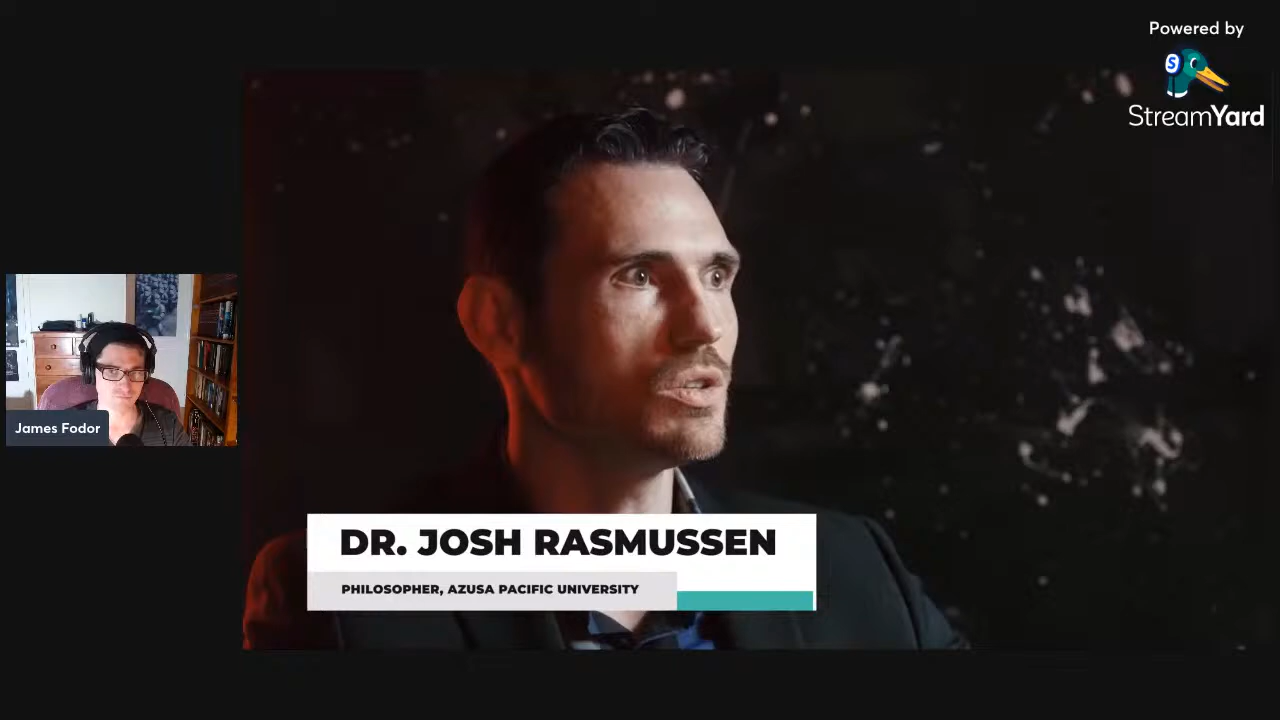 Powered by
S
StreamYard
James Fodor
DR. JOSH RASMUSSEN
PHILOSOPHER, AZUSA PACIFIC UNIVERSITY